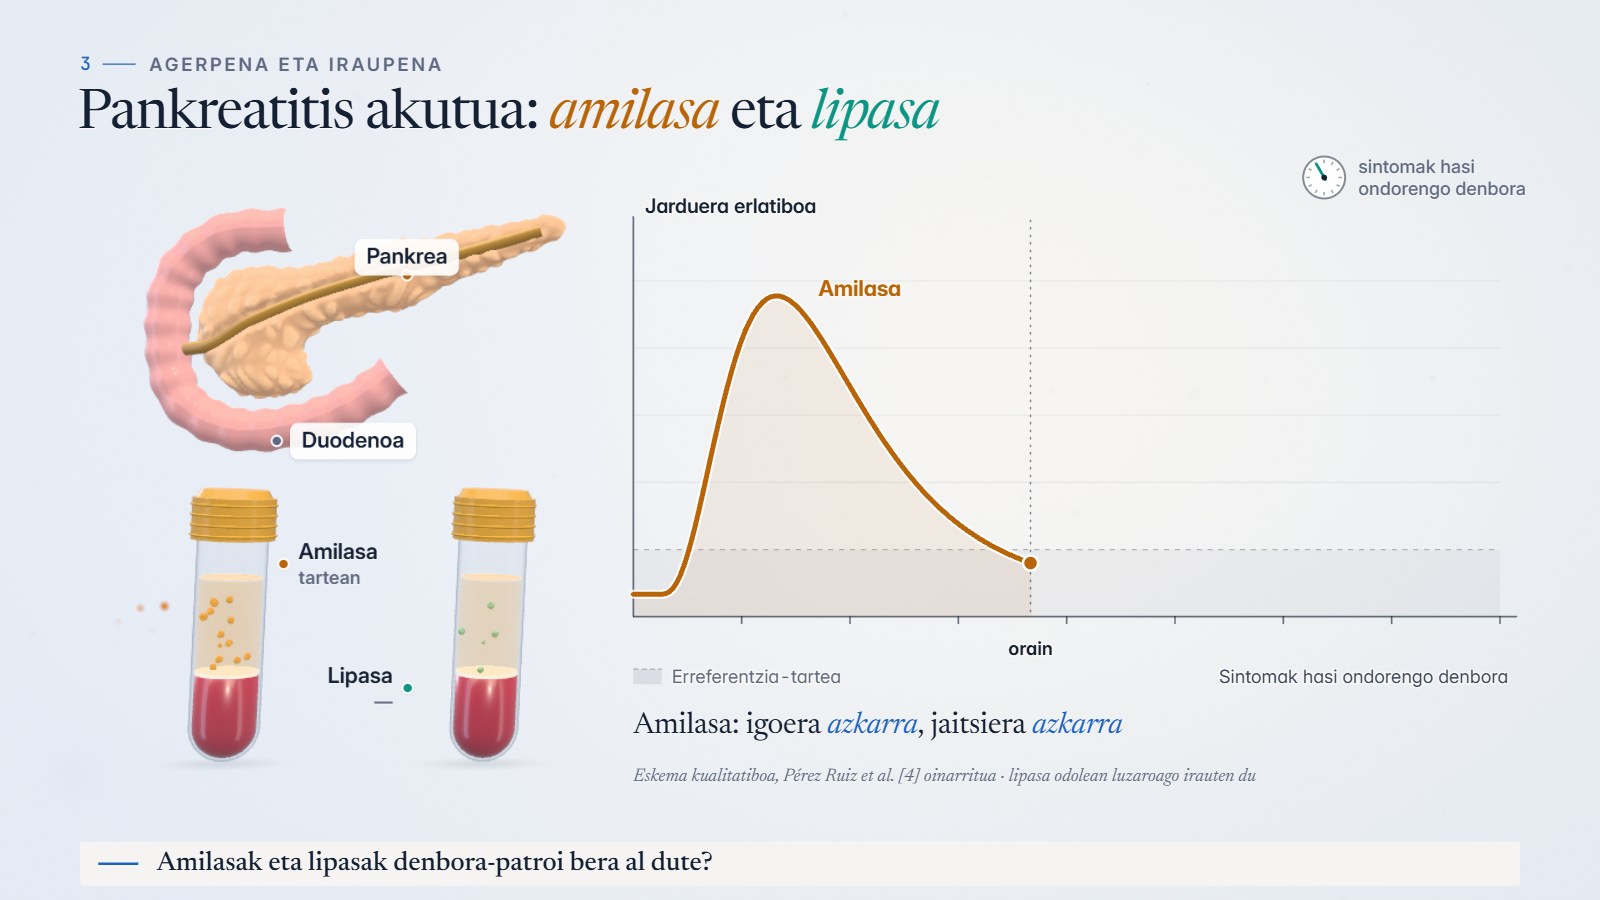 3 — AGERPENA ETA IRAUPENA
Pankreatitis akutua: amilasa eta lipasa
sintomak hasi
ondorengo denbora
Jarduera erlatiboa
Pankrea
Amilasa
Duodenoa
Amilasa
tartean
Lipasa
—
orain
Erreferentzia-tartea
Sintomak hasi ondorengo denbora
Amilasa: igoera azkarra, jaitsiera azkarra
Eskema kualitatiboa, Pérez Ruiz et al. [4] oinarritua · lipasa odolean luzaroago irauten du
— Amilasak eta lipasak denbora-patroi bera al dute?